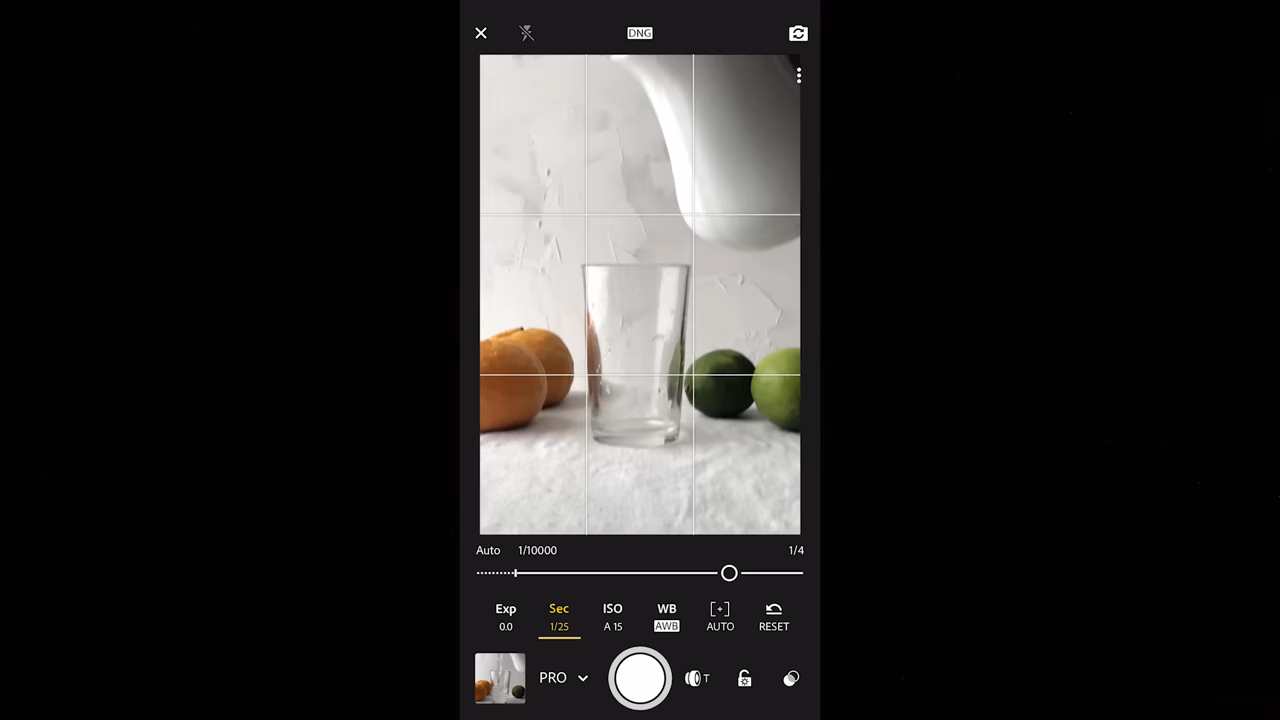 DNG
Auto 1/10000 1/4
Exp Sec ISO WB
0.0 1/25 A 15 AWB AUTO RESET
PRO T